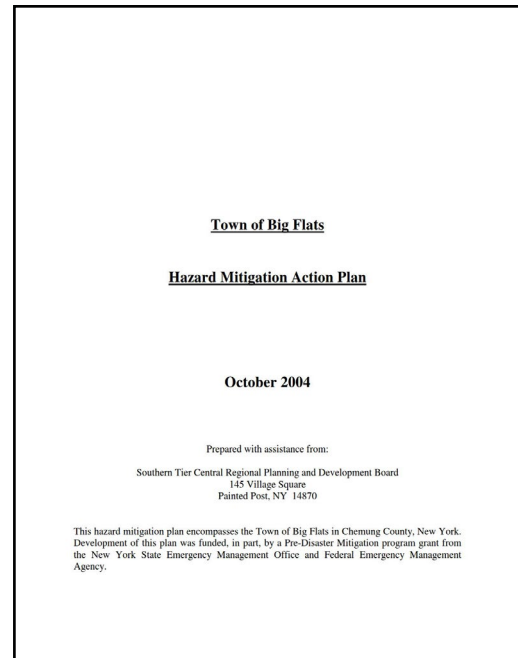 Town of Big Flats
Hazard Mitigation Action Plan
October 2004
Prepared with assistance from:
Southern Tier Central Regional Planning and Development Board
145 Village Square
Painted Post, NY 14870
This hazard mitigation plan encompasses the Town of Big Flats in Chemung County, New York.
Development of this plan was funded, in part, by a Pre-Disaster Mitigation program grant from
the New York State Emergency Management Office and Federal Emergency Management
Agency.